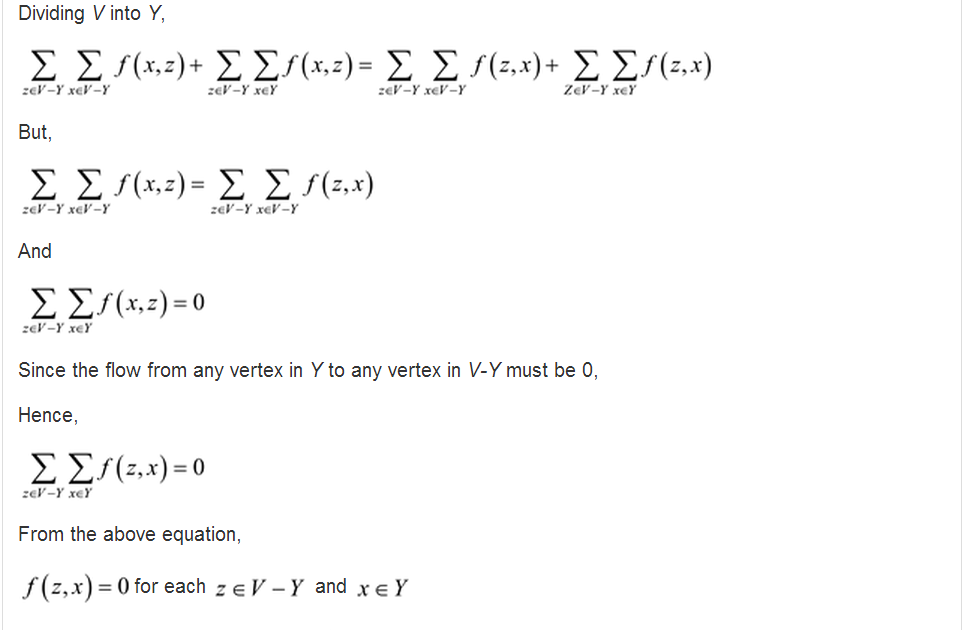 Dividing V into Y,
∑_{z∈V−Y} ∑_{x∈V−Y} f(x,z) + ∑_{z∈V−Y} ∑_{x∈Y} f(x,z) = ∑_{z∈V−Y} ∑_{x∈V−Y} f(z,x) + ∑_{Z∈V−Y} ∑_{x∈Y} f(z,x)
But,
∑_{z∈V−Y} ∑_{x∈V−Y} f(x,z) = ∑_{z∈V−Y} ∑_{x∈V−Y} f(z,x)
And
∑_{z∈V−Y} ∑_{x∈Y} f(x,z) = 0
Since the flow from any vertex in Y to any vertex in V-Y must be 0,
Hence,
∑_{z∈V−Y} ∑_{x∈Y} f(z,x) = 0
From the above equation,
f(z,x) = 0 for each z ∈ V − Y and x ∈ Y